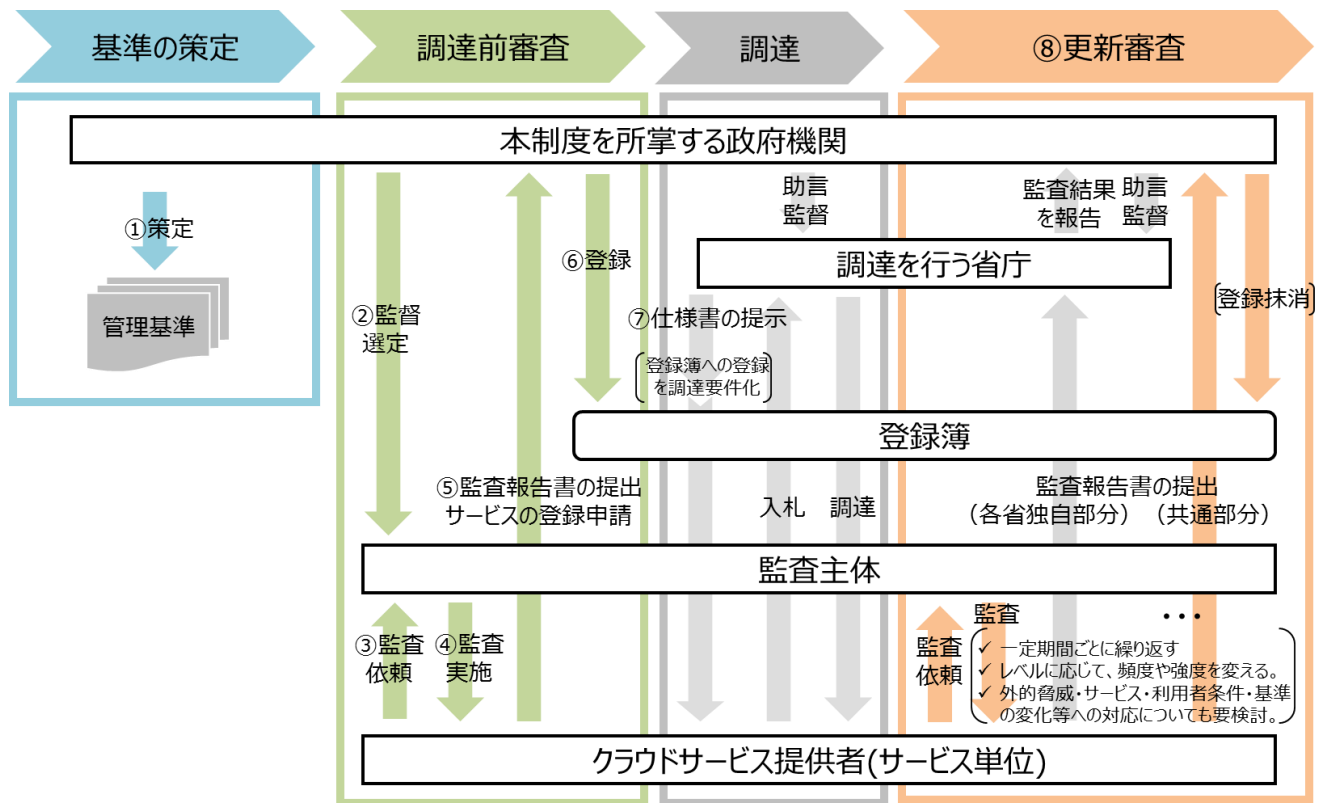 基準の策定
調達前審査
調達
⑧更新審査
本制度を所掌する政府機関
①策定
管理基準
②監督
選定
⑥登録
助言
監督
監査結果
を報告
助言
監督
調達を行う省庁
〔登録抹消〕
⑦仕様書の提示
登録簿への登録
を調達要件化
登録簿
⑤監査報告書の提出
サービスの登録申請
入札
調達
監査報告書の提出
（各省独自部分）
（共通部分）
監査主体
③監査
依頼
④監査
実施
監査
依頼
監査
・・・
✓ 一定期間ごとに繰り返す
✓ レベルに応じて、頻度や強度を変える。
✓ 外的脅威・サービス・利用者条件・基準
の変化等への対応についても要検討。
クラウドサービス提供者(サービス単位)